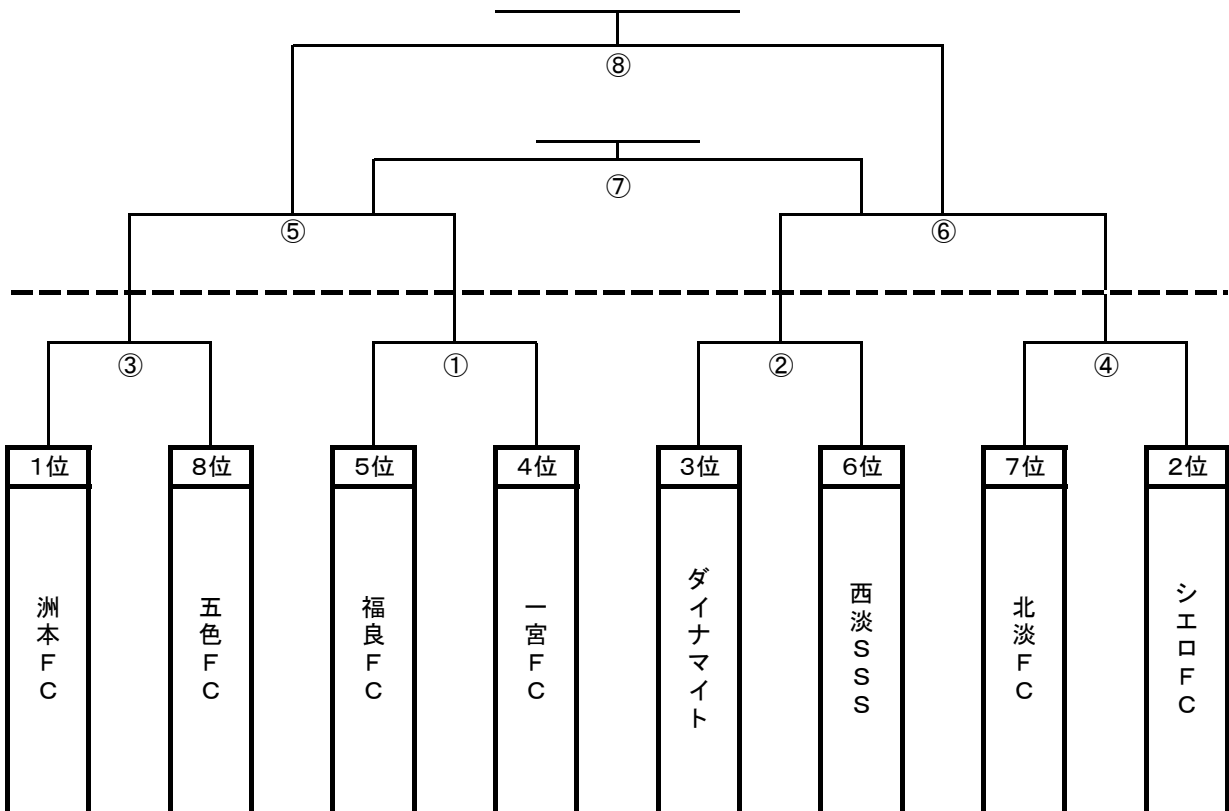 ⑧
⑦
⑤
⑥
③
①
②
④
1位
8位
5位
4位
3位
6位
7位
2位
洲本FC
五色FC
福良FC
一宮FC
ダイナマイト
西淡SSS
北淡FC
シエロFC